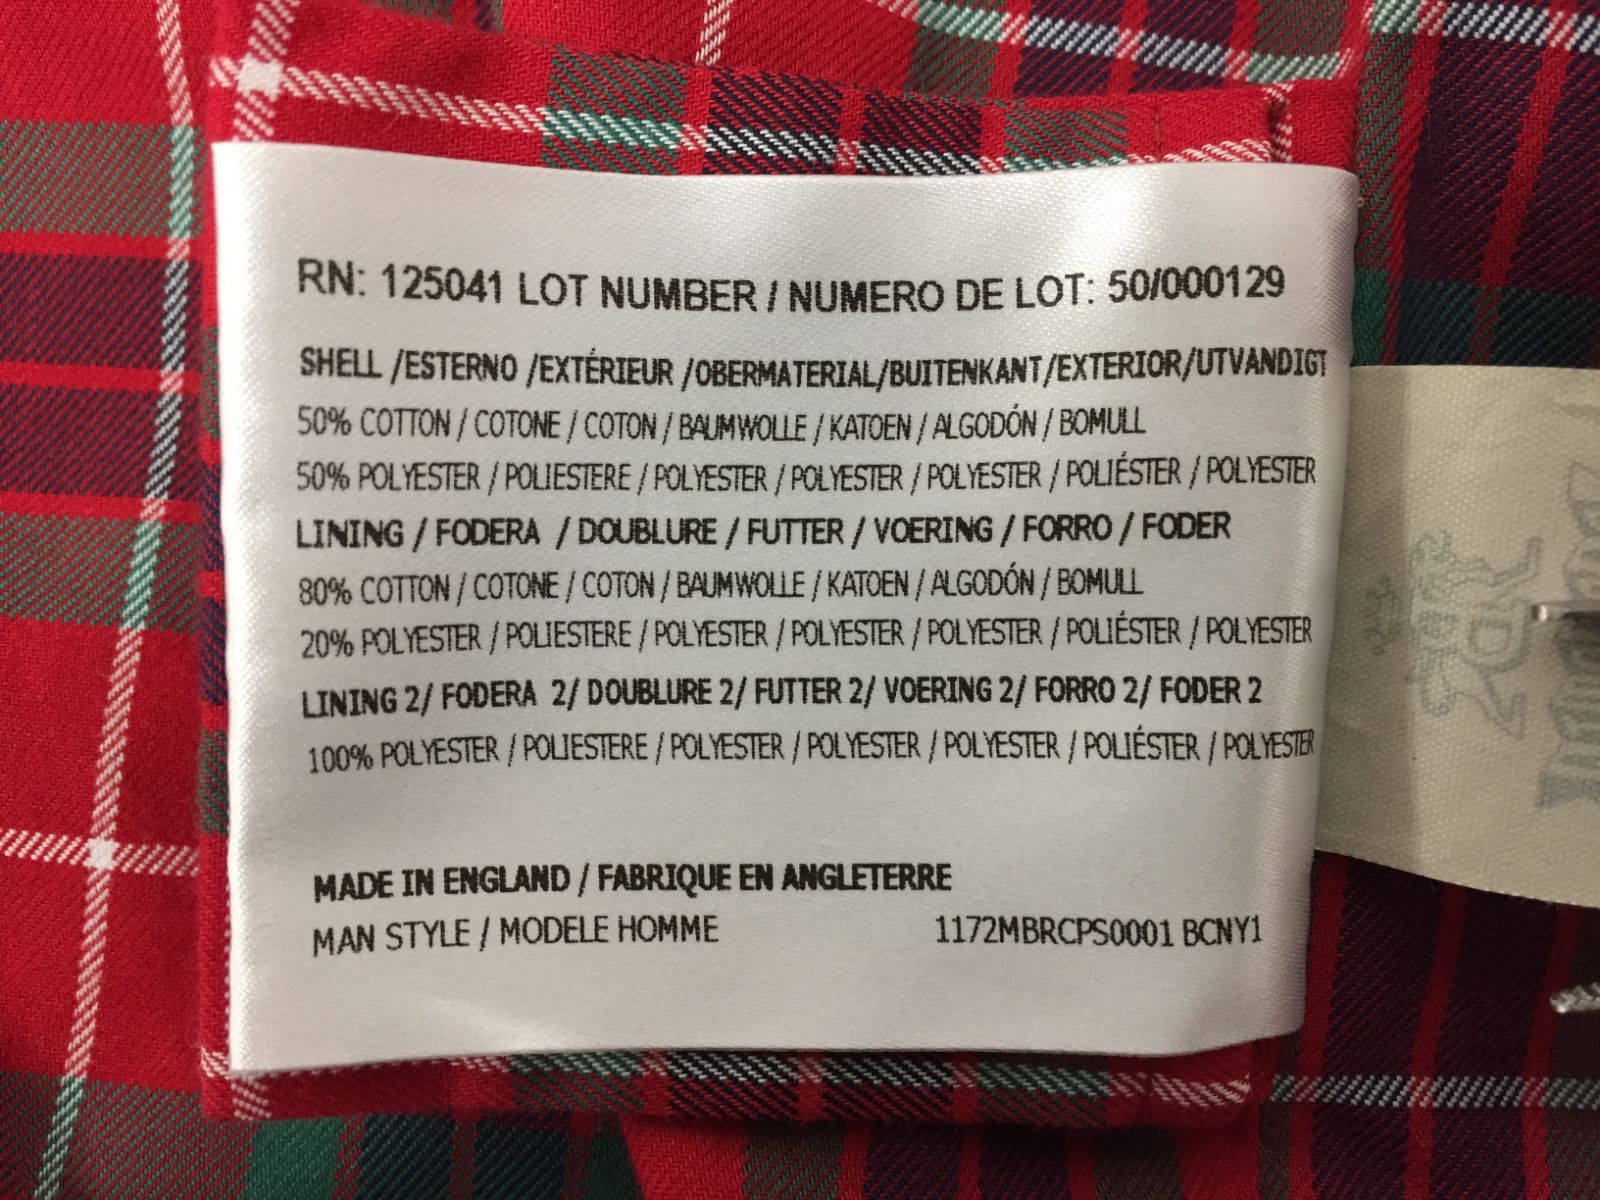 RN: 125041 LOT NUMBER / NUMERO DE LOT: 50/000129
SHELL /ESTERNO /EXTÉRIEUR /OBERMATERIAL/BUITENKANT/EXTERIOR/UTVANDIGT
50% COTTON / COTONE / COTON / BAUMWOLLE / KATOEN / ALGODÓN / BOMULL
50% POLYESTER / POLIESTERE / POLYESTER / POLYESTER / POLYESTER / POLIÉSTER / POLYESTER
LINING / FODERA / DOUBLURE / FUTTER / VOERING / FORRO / FODER
80% COTTON / COTONE / COTON / BAUMWOLLE / KATOEN / ALGODÓN / BOMULL
20% POLYESTER / POLIESTERE / POLYESTER / POLYESTER / POLYESTER / POLIÉSTER / POLYESTER
LINING 2/ FODERA 2/ DOUBLURE 2/ FUTTER 2/ VOERING 2/ FORRO 2/ FODER 2
100% POLYESTER / POLIESTERE / POLYESTER / POLYESTER / POLYESTER / POLIÉSTER / POLYESTER
MADE IN ENGLAND / FABRIQUE EN ANGLETERRE
MAN STYLE / MODELE HOMME 1172MBRCPS0001 BCNY1